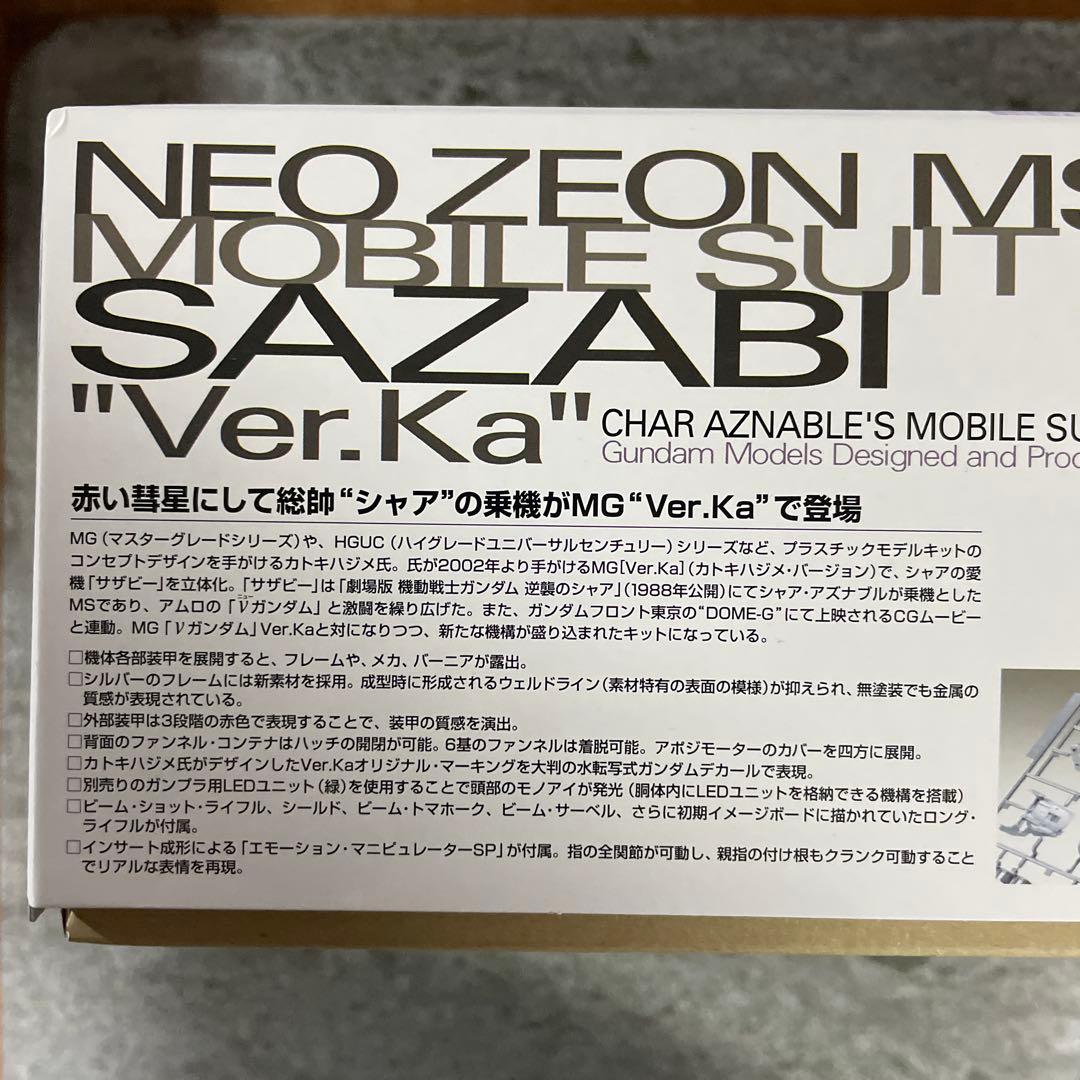 NEO ZEON MS
MOBILE SUIT
SAZABI
"Ver.Ka"
CHAR AZNABLE'S MOBILE SU
Gundam Models Designed and Proc
赤い彗星にして総帥“シャア”の乗機がMG“Ver.Ka”で登場
MG（マスターグレードシリーズ）や、HGUC（ハイグレードユニバーサルセンチュリー）シリーズなど、プラスチックモデルキットの
コンセプトデザインを手がけるカトキハジメ氏。氏が2002年より手がけるMG[Ver.Ka]（カトキハジメ・バージョン）で、シャアの愛
機「サザビー」を立体化。「サザビー」は「劇場版 機動戦士ガンダム 逆襲のシャア」（1988年公開）にてシャア・アズナブルが乗機とした
ニュー
MSであり、アムロの「νガンダム」と激闘を繰り広げた。また、ガンダムフロント東京の“DOME-G”にて上映されるCGムービー
と連動。MG「νガンダム」Ver.Kaと対になりつつ、新たな機構が盛り込まれたキットになっている。
□機体各部装甲を展開すると、フレームや、メカ、バーニアが露出。
□シルバーのフレームには新素材を採用。成型時に形成されるウェルドライン（素材特有の表面の模様）が抑えられ、無塗装でも金属の
質感が表現されている。
□外部装甲は3段階の赤色で表現することで、装甲の質感を演出。
□背面のファンネル・コンテナはハッチの開閉が可能。6基のファンネルは着脱可能。アポジモーターのカバーを四方に展開。
□カトキハジメ氏がデザインしたVer.Kaオリジナル・マーキングを大判の水転写式ガンダムデカールで表現。
□別売りのガンプラ用LEDユニット（緑）を使用することで頭部のモノアイが発光（胴体内にLEDユニットを格納できる機構を搭載）
□ビーム・ショット・ライフル、シールド、ビーム・トマホーク、ビーム・サーベル、さらに初期イメージボードに描かれていたロング・
ライフルが付属。
□インサート成形による「エモーション・マニピュレーターSP」が付属。指の全関節が可動し、親指の付け根もクランク可動すること
でリアルな表情を再現。